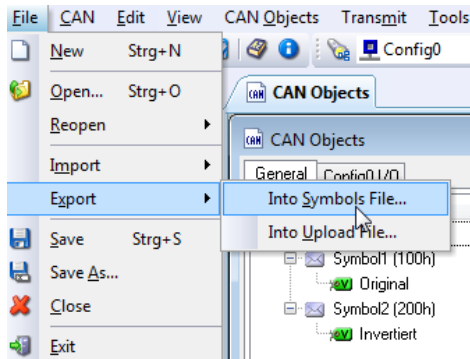 File CAN Edit View CAN Objects Transmit Tools
New Strg+N
Config0
Open... Strg+O
CAN Objects
Reopen
CAN Objects
Import
General Config0 I/O
Export
Into Symbols File...
Into Upload File...
Save Strg+S
Symbol1 (100h)
Save As...
Original
Close
Symbol2 (200h)
Invertiert
Exit